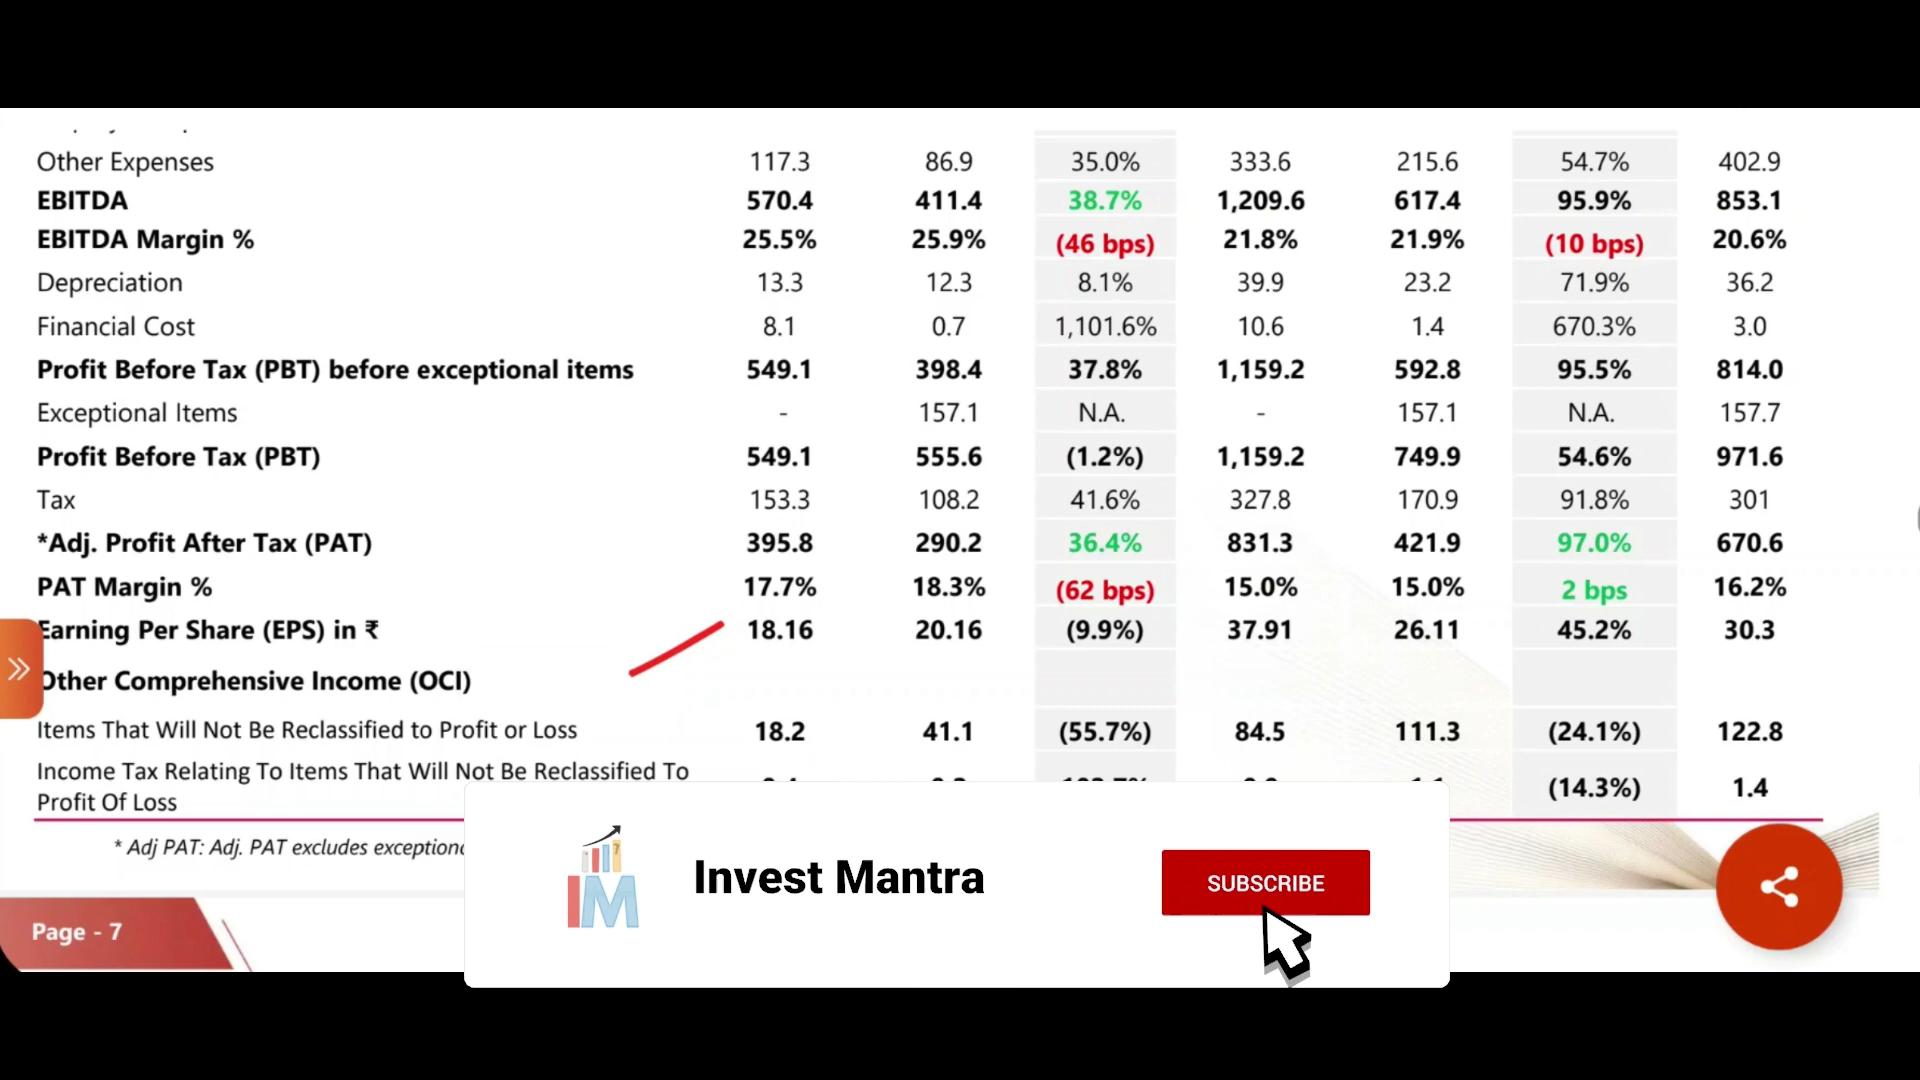 Other Expenses 117.3 86.9 35.0% 333.6 215.6 54.7% 402.9
EBITDA 570.4 411.4 38.7% 1,209.6 617.4 95.9% 853.1
EBITDA Margin % 25.5% 25.9% (46 bps) 21.8% 21.9% (10 bps) 20.6%
Depreciation 13.3 12.3 8.1% 39.9 23.2 71.9% 36.2
Financial Cost 8.1 0.7 1,101.6% 10.6 1.4 670.3% 3.0
Profit Before Tax (PBT) before exceptional items 549.1 398.4 37.8% 1,159.2 592.8 95.5% 814.0
Exceptional Items - 157.1 N.A. - 157.1 N.A. 157.7
Profit Before Tax (PBT) 549.1 555.6 (1.2%) 1,159.2 749.9 54.6% 971.6
Tax 153.3 108.2 41.6% 327.8 170.9 91.8% 301
*Adj. Profit After Tax (PAT) 395.8 290.2 36.4% 831.3 421.9 97.0% 670.6
PAT Margin % 17.7% 18.3% (62 bps) 15.0% 15.0% 2 bps 16.2%
Earning Per Share (EPS) in ₹ 18.16 20.16 (9.9%) 37.91 26.11 45.2% 30.3
Other Comprehensive Income (OCI)
Items That Will Not Be Reclassified to Profit or Loss 18.2 41.1 (55.7%) 84.5 111.3 (24.1%) 122.8
Income Tax Relating To Items That Will Not Be Reclassified To
Profit Of Loss (14.3%) 1.4
* Adj PAT: Adj. PAT excludes
IM
Invest Mantra
SUBSCRIBE
Page - 7